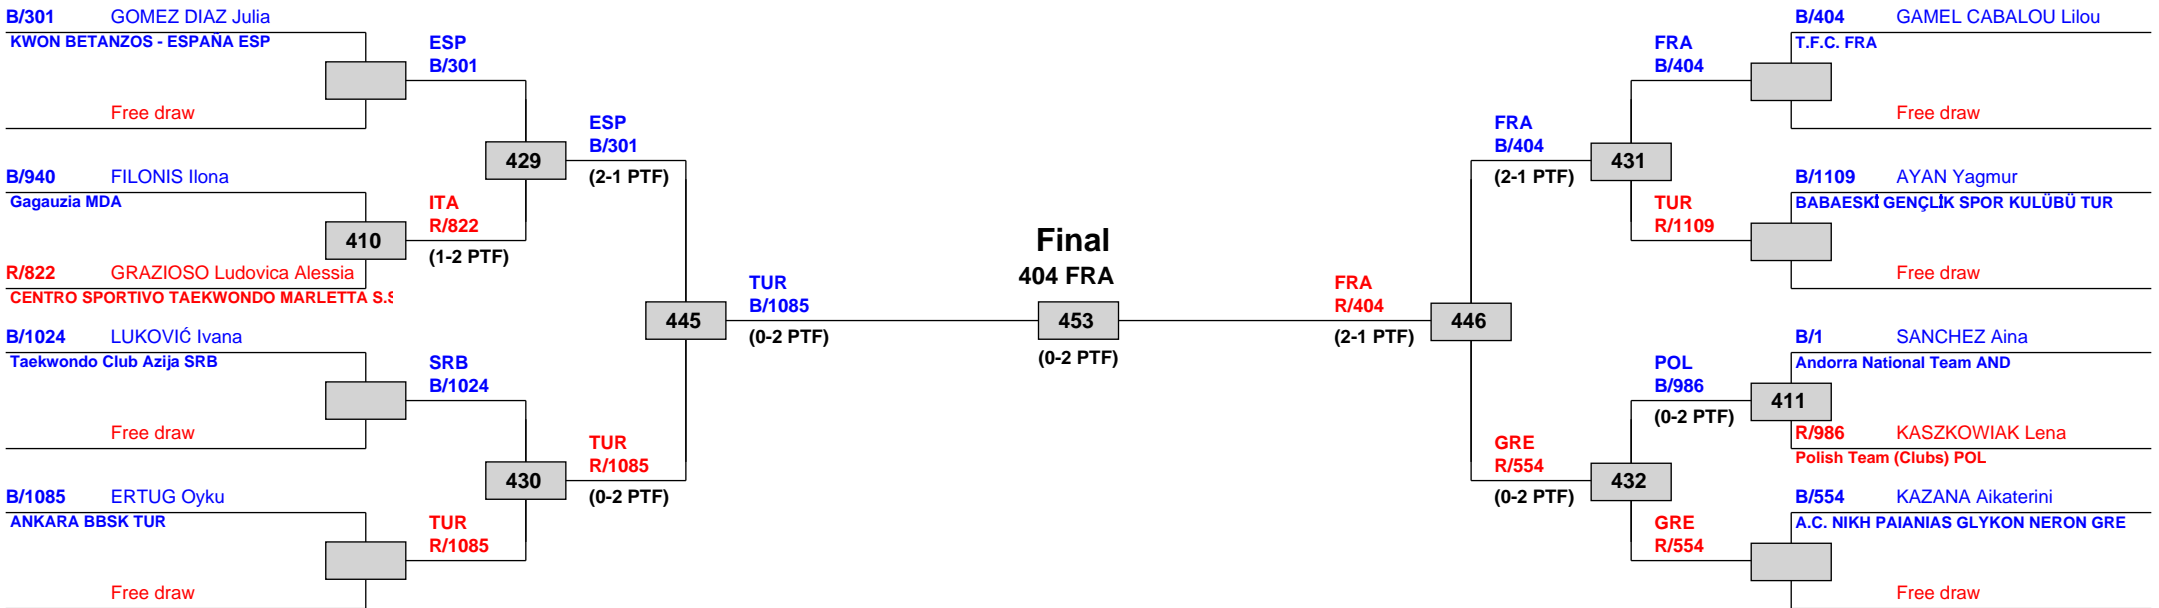 B/301 GOMEZ DIAZ Julia
KWON BETANZOS - ESPAÑA ESP
Free draw
B/940 FILONIS Ilona
Gagauzia MDA
410
R/822 GRAZIOSO Ludovica Alessia
CENTRO SPORTIVO TAEKWONDO MARLETTA S.S
B/1024 LUKOVIĆ Ivana
Taekwondo Club Azija SRB
Free draw
B/1085 ERTUG Oyku
ANKARA BBSK TUR
Free draw
ESP
B/301
429
ITA
R/822
(1-2 PTF)
SRB
B/1024
430
TUR
R/1085
ESP
B/301
(2-1 PTF)
445
TUR
R/1085
(0-2 PTF)
TUR
B/1085
(0-2 PTF)
Final
404 FRA
453
(0-2 PTF)
FRA
R/404
(2-1 PTF)
446
FRA
B/404
(2-1 PTF)
GRE
R/554
(0-2 PTF)
FRA
B/404
431
TUR
R/1109
POL
B/986
(0-2 PTF)
432
GRE
R/554
B/404 GAMEL CABALOU Lilou
T.F.C. FRA
Free draw
B/1109 AYAN Yagmur
BABAESKİ GENÇLİK SPOR KULÜBÜ TUR
Free draw
B/1 SANCHEZ Aina
Andorra National Team AND
411
R/986 KASZKOWIAK Lena
Polish Team (Clubs) POL
B/554 KAZANA Aikaterini
A.C. NIKH PAIANIAS GLYKON NERON GRE
Free draw